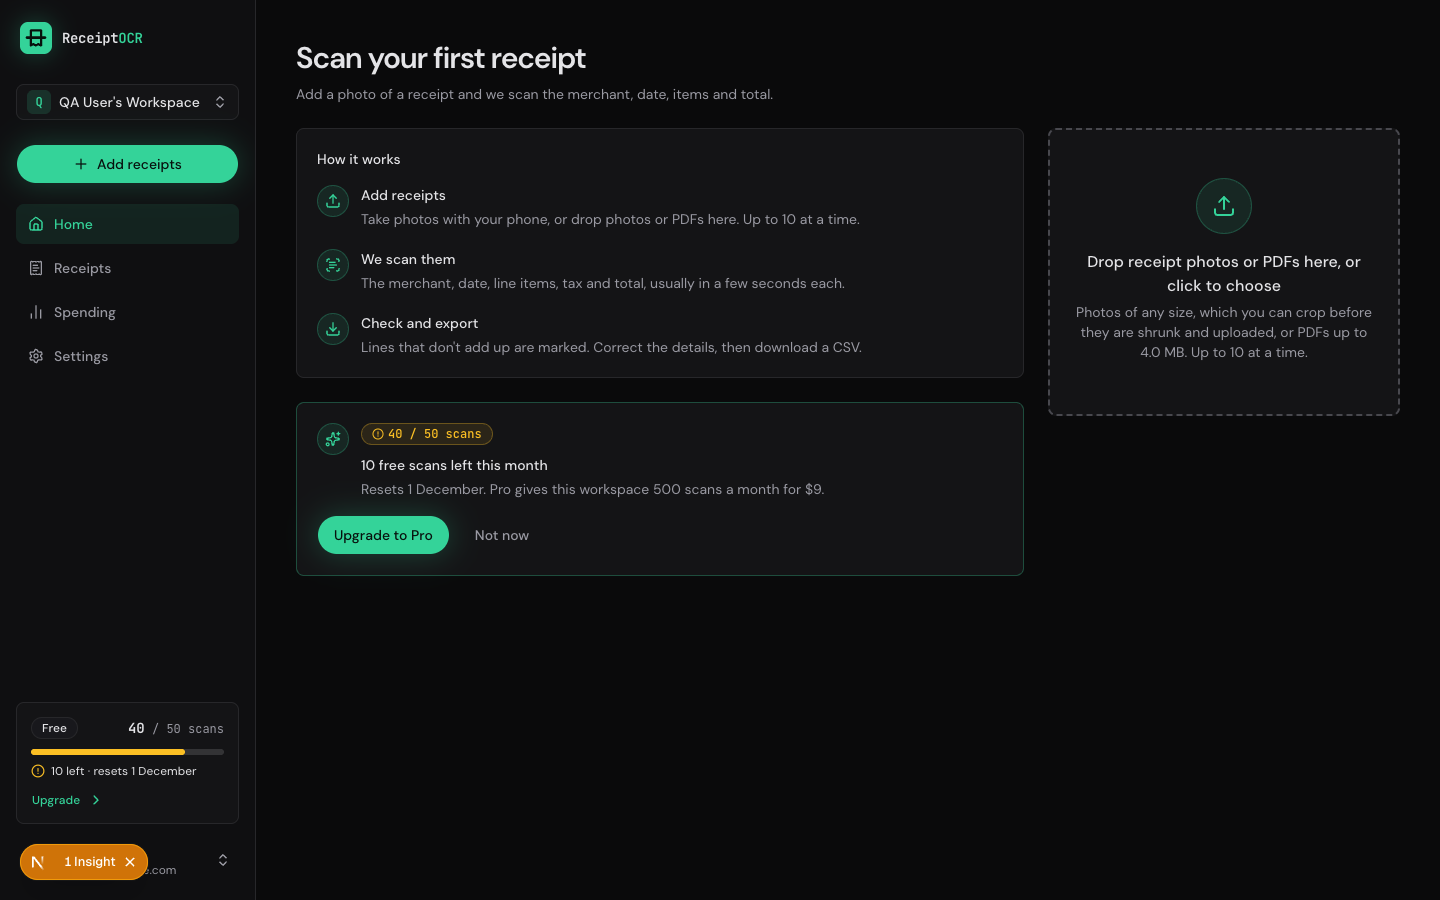 ReceiptOCR
Q QA User's Workspace
Add receipts
Home
Receipts
Spending
Settings
Free 40 / 50 scans
10 left · resets 1 December
Upgrade
N 1 Insight
e.com
Scan your first receipt
Add a photo of a receipt and we scan the merchant, date, items and total.
How it works
Add receipts
Take photos with your phone, or drop photos or PDFs here. Up to 10 at a time.
We scan them
The merchant, date, line items, tax and total, usually in a few seconds each.
Check and export
Lines that don't add up are marked. Correct the details, then download a CSV.
40 / 50 scans
10 free scans left this month
Resets 1 December. Pro gives this workspace 500 scans a month for $9.
Upgrade to Pro Not now
Drop receipt photos or PDFs here, or
click to choose
Photos of any size, which you can crop before
they are shrunk and uploaded, or PDFs up to
4.0 MB. Up to 10 at a time.